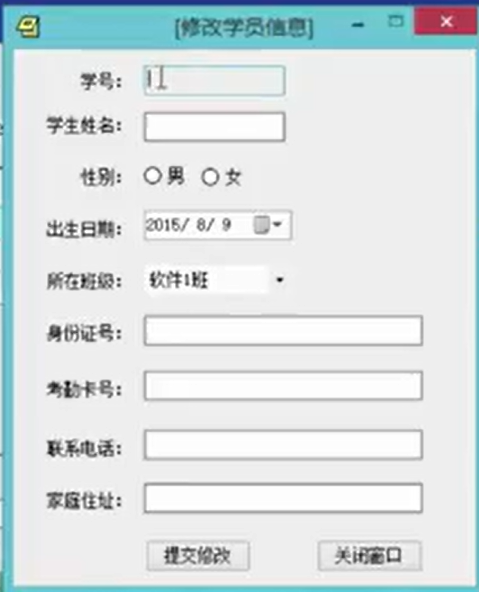 [修改学员信息]
学号：
学生姓名：
性别： 男 女
出生日期： 2015/ 8/ 9
所在班级： 软件1班
身份证号：
考勤卡号：
联系电话：
家庭住址：
提交修改 关闭窗口